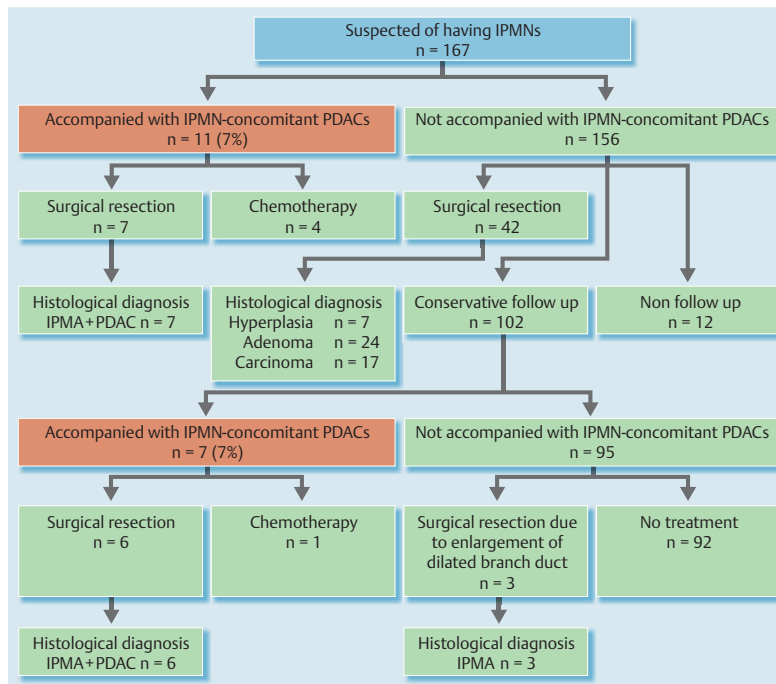 Suspected of having IPMNs
n = 167
Accompanied with IPMN-concomitant PDACs
n = 11 (7%)
Not accompanied with IPMN-concomitant PDACs
n = 156
Surgical resection
n = 7
Chemotherapy
n = 4
Surgical resection
n = 42
Histological diagnosis
IPMA+PDAC n = 7
Histological diagnosis
Hyperplasia n = 7
Adenoma n = 24
Carcinoma n = 17
Conservative follow up
n = 102
Non follow up
n = 12
Accompanied with IPMN-concomitant PDACs
n = 7 (7%)
Not accompanied with IPMN-concomitant PDACs
n = 95
Surgical resection
n = 6
Chemotherapy
n = 1
Surgical resection due
to enlargement of
dilated branch duct
n = 3
No treatment
n = 92
Histological diagnosis
IPMA+PDAC n = 6
Histological diagnosis
IPMA n = 3